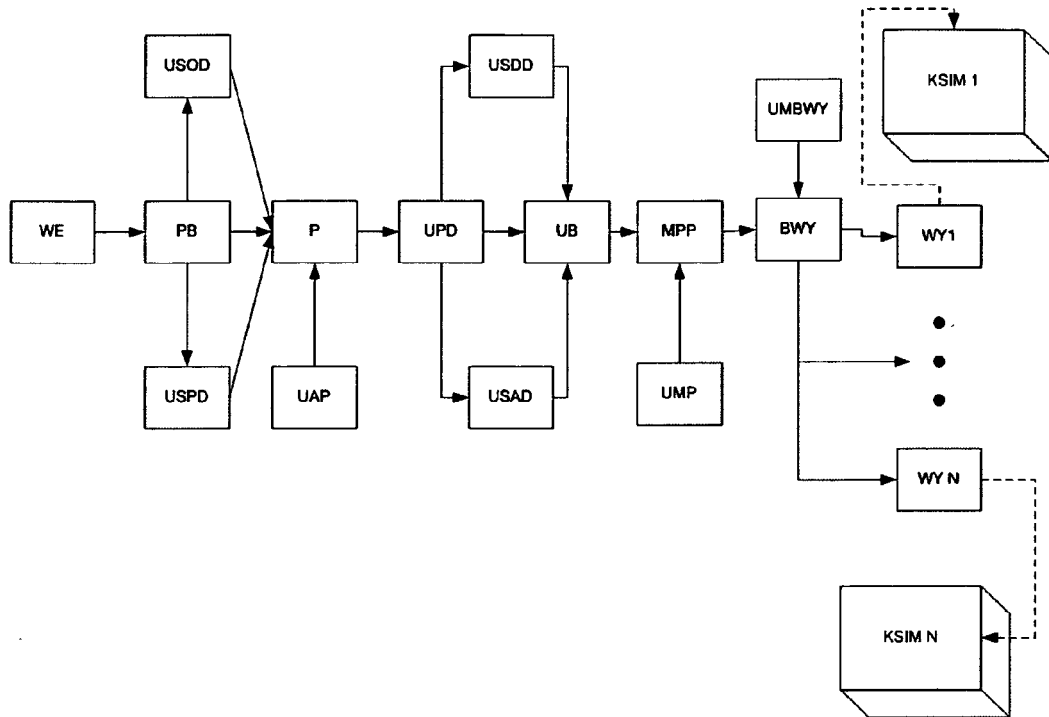 USOD
USDD
KSIM 1
UMBWY
WE
PB
P
UPD
UB
MPP
BWY
WY1
USPD
UAP
USAD
UMP
WY N
KSIM N